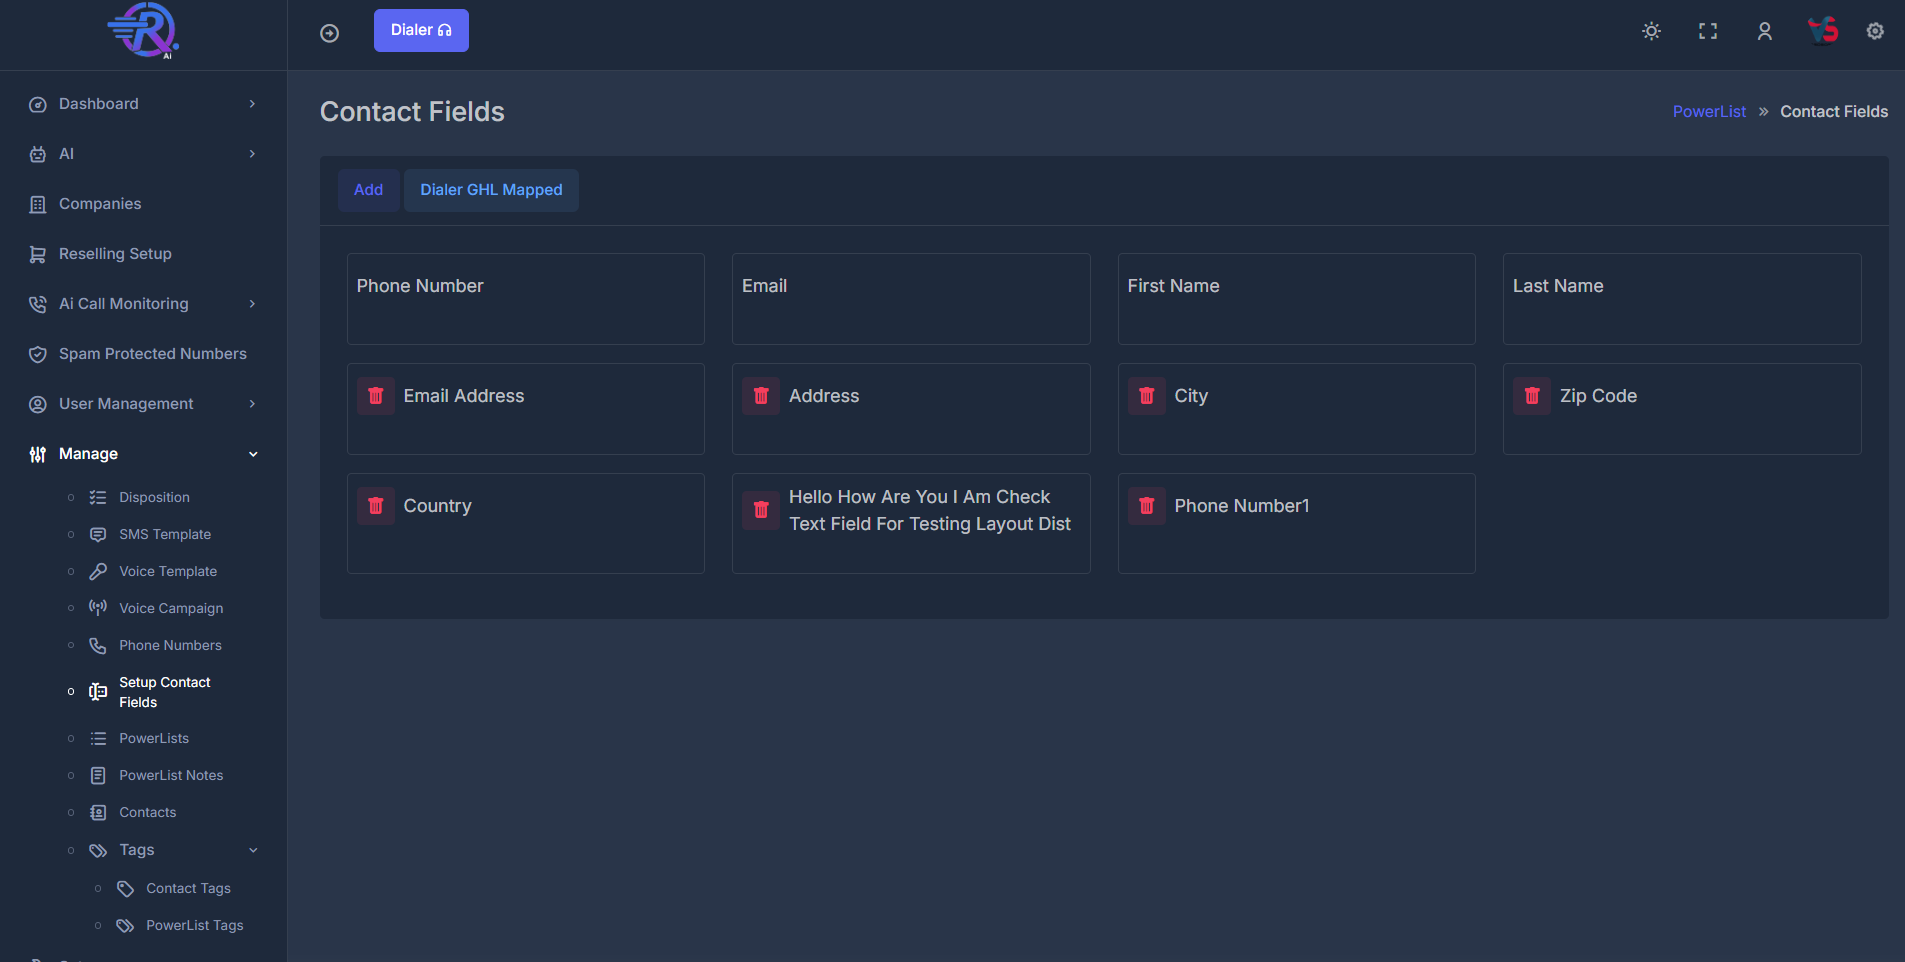 R.
AI
Dialer
Dashboard
AI
Companies
Reselling Setup
Ai Call Monitoring
Spam Protected Numbers
User Management
Manage
Disposition
SMS Template
Voice Template
Voice Campaign
Phone Numbers
Setup Contact
Fields
PowerLists
PowerList Notes
Contacts
Tags
Contact Tags
PowerList Tags
Contact Fields
PowerList » Contact Fields
Add
Dialer GHL Mapped
Phone Number
Email
First Name
Last Name
Email Address
Address
City
Zip Code
Country
Hello How Are You I Am Check
Text Field For Testing Layout Dist
Phone Number1